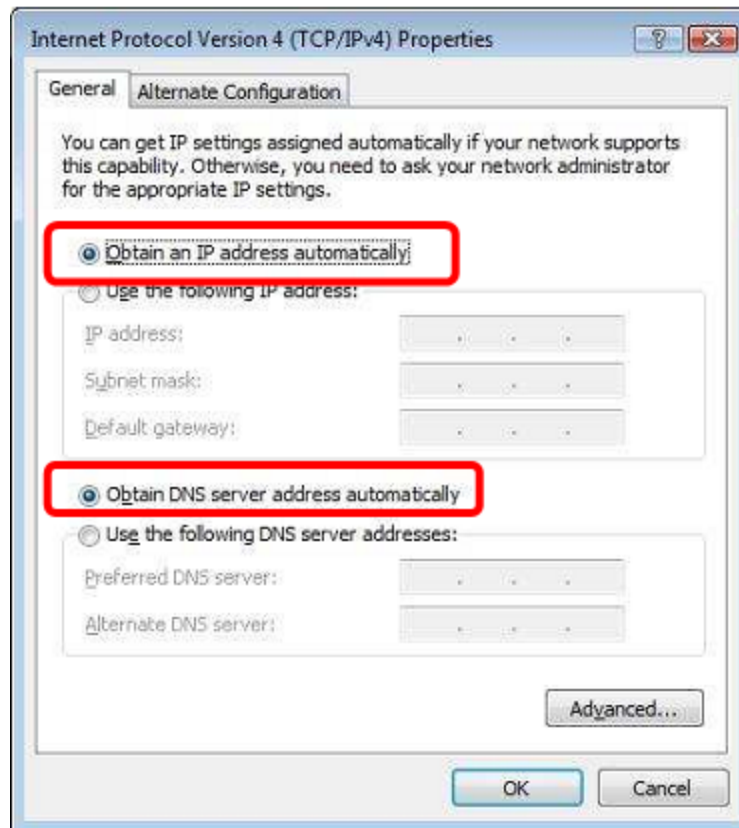 Internet Protocol Version 4 (TCP/IPv4) Properties
General
Alternate Configuration
You can get IP settings assigned automatically if your network supports
this capability. Otherwise, you need to ask your network administrator
for the appropriate IP settings.
Obtain an IP address automatically
Use the following IP address:
IP address:
Subnet mask:
Default gateway:
Obtain DNS server address automatically
Use the following DNS server addresses:
Preferred DNS server:
Alternate DNS server:
Advanced...
OK
Cancel